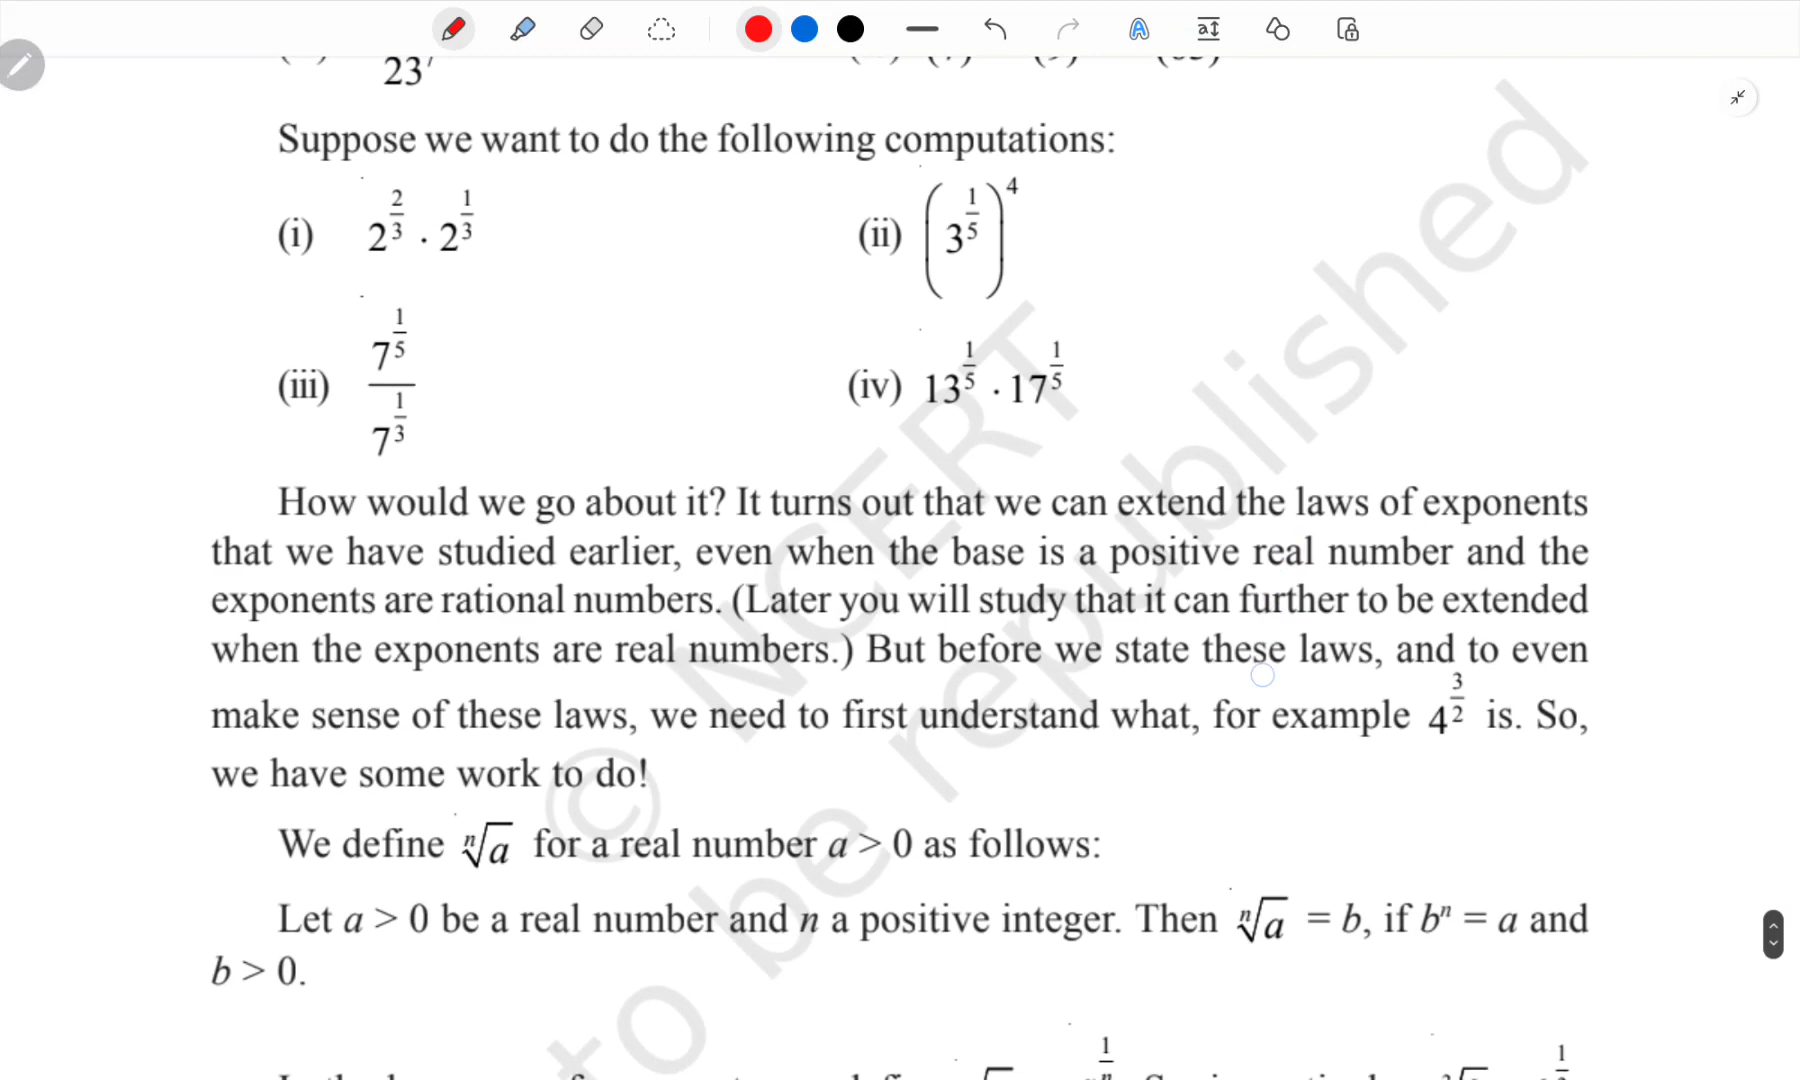 23⁷
Suppose we want to do the following computations:
(i) 2^(2/3) · 2^(1/3) (ii) (3^(1/5))^4
(iii) 7^(1/5) / 7^(1/3) (iv) 13^(1/5) · 17^(1/5)
How would we go about it? It turns out that we can extend the laws of exponents
that we have studied earlier, even when the base is a positive real number and the
exponents are rational numbers. (Later you will study that it can further to be extended
when the exponents are real numbers.) But before we state these laws, and to even
make sense of these laws, we need to first understand what, for example 4^(3/2) is. So,
we have some work to do!
We define ⁿ√a for a real number a > 0 as follows:
Let a > 0 be a real number and n a positive integer. Then ⁿ√a = b, if bⁿ = a and
b > 0.
© NCERT
to be republished